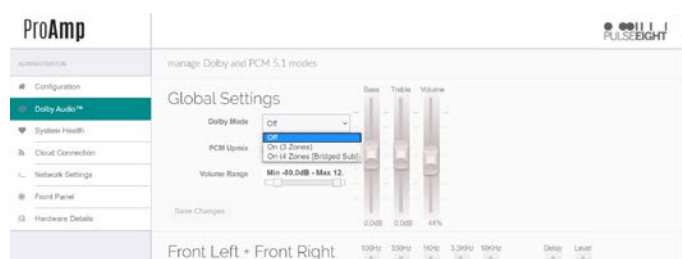 ProAmp
PULSEEIGHT
ADMINISTRATION
manage Dolby and PCM 5.1 modes
Configuration
Dolby Audio™
System Health
Cloud Connection
Network Settings
Front Panel
Hardware Details
Global Settings
Bass Treble Volume
Dolby Mode
Off
Off
On (3 Zones)
On (4 Zones [Bridged Sub])
PCM Upmix
Volume Range
Min -80.0dB - Max 12.
Save Changes
0.0dB 0.0dB 44%
Front Left + Front Right
100Hz 330Hz 1KHz 3.3KHz 10KHz Delay Level